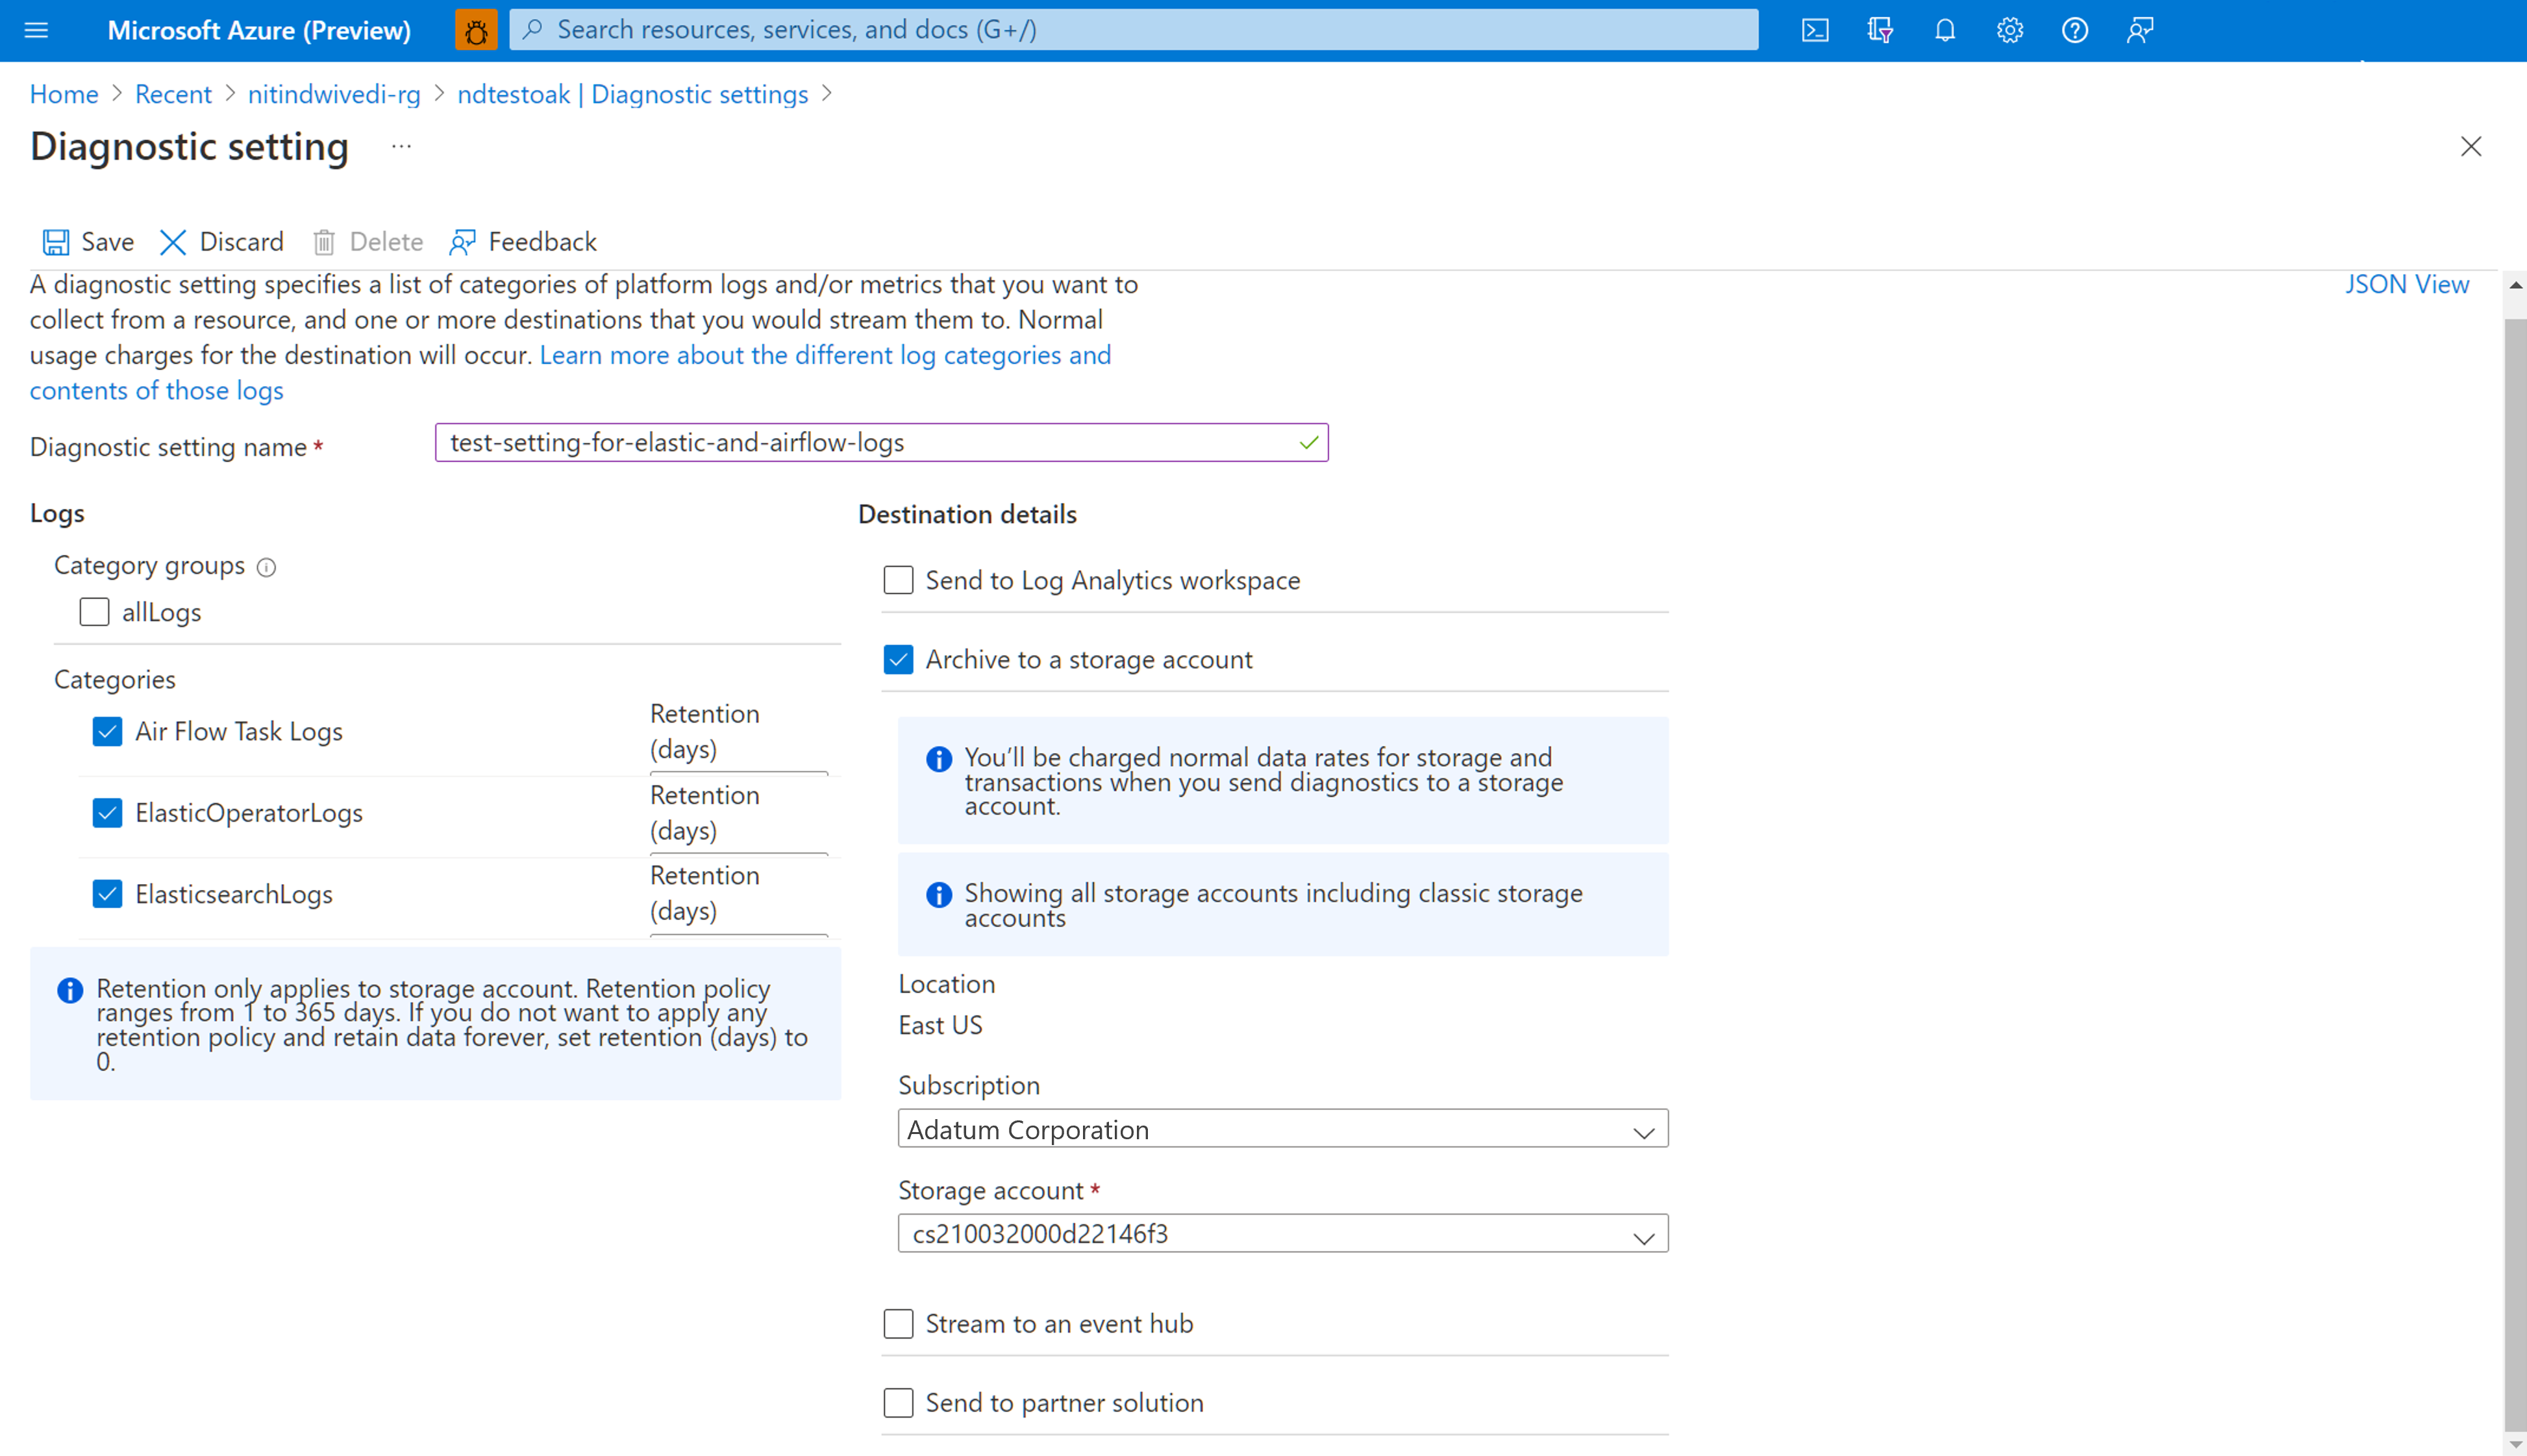 Microsoft Azure (Preview)
Search resources, services, and docs (G+/)
Home > Recent > nitindwivedi-rg > ndtestoak | Diagnostic settings >
Diagnostic setting ...
Save Discard Delete Feedback
A diagnostic setting specifies a list of categories of platform logs and/or metrics that you want to
collect from a resource, and one or more destinations that you would stream them to. Normal
usage charges for the destination will occur. Learn more about the different log categories and
contents of those logs
JSON View
Diagnostic setting name *
test-setting-for-elastic-and-airflow-logs
Logs
Category groups
allLogs
Categories
Air Flow Task Logs
Retention
(days)
ElasticOperatorLogs
Retention
(days)
ElasticsearchLogs
Retention
(days)
Retention only applies to storage account. Retention policy
ranges from 1 to 365 days. If you do not want to apply any
retention policy and retain data forever, set retention (days) to
0.
Destination details
Send to Log Analytics workspace
Archive to a storage account
You’ll be charged normal data rates for storage and
transactions when you send diagnostics to a storage
account.
Showing all storage accounts including classic storage
accounts
Location
East US
Subscription
Adatum Corporation
Storage account *
cs210032000d22146f3
Stream to an event hub
Send to partner solution